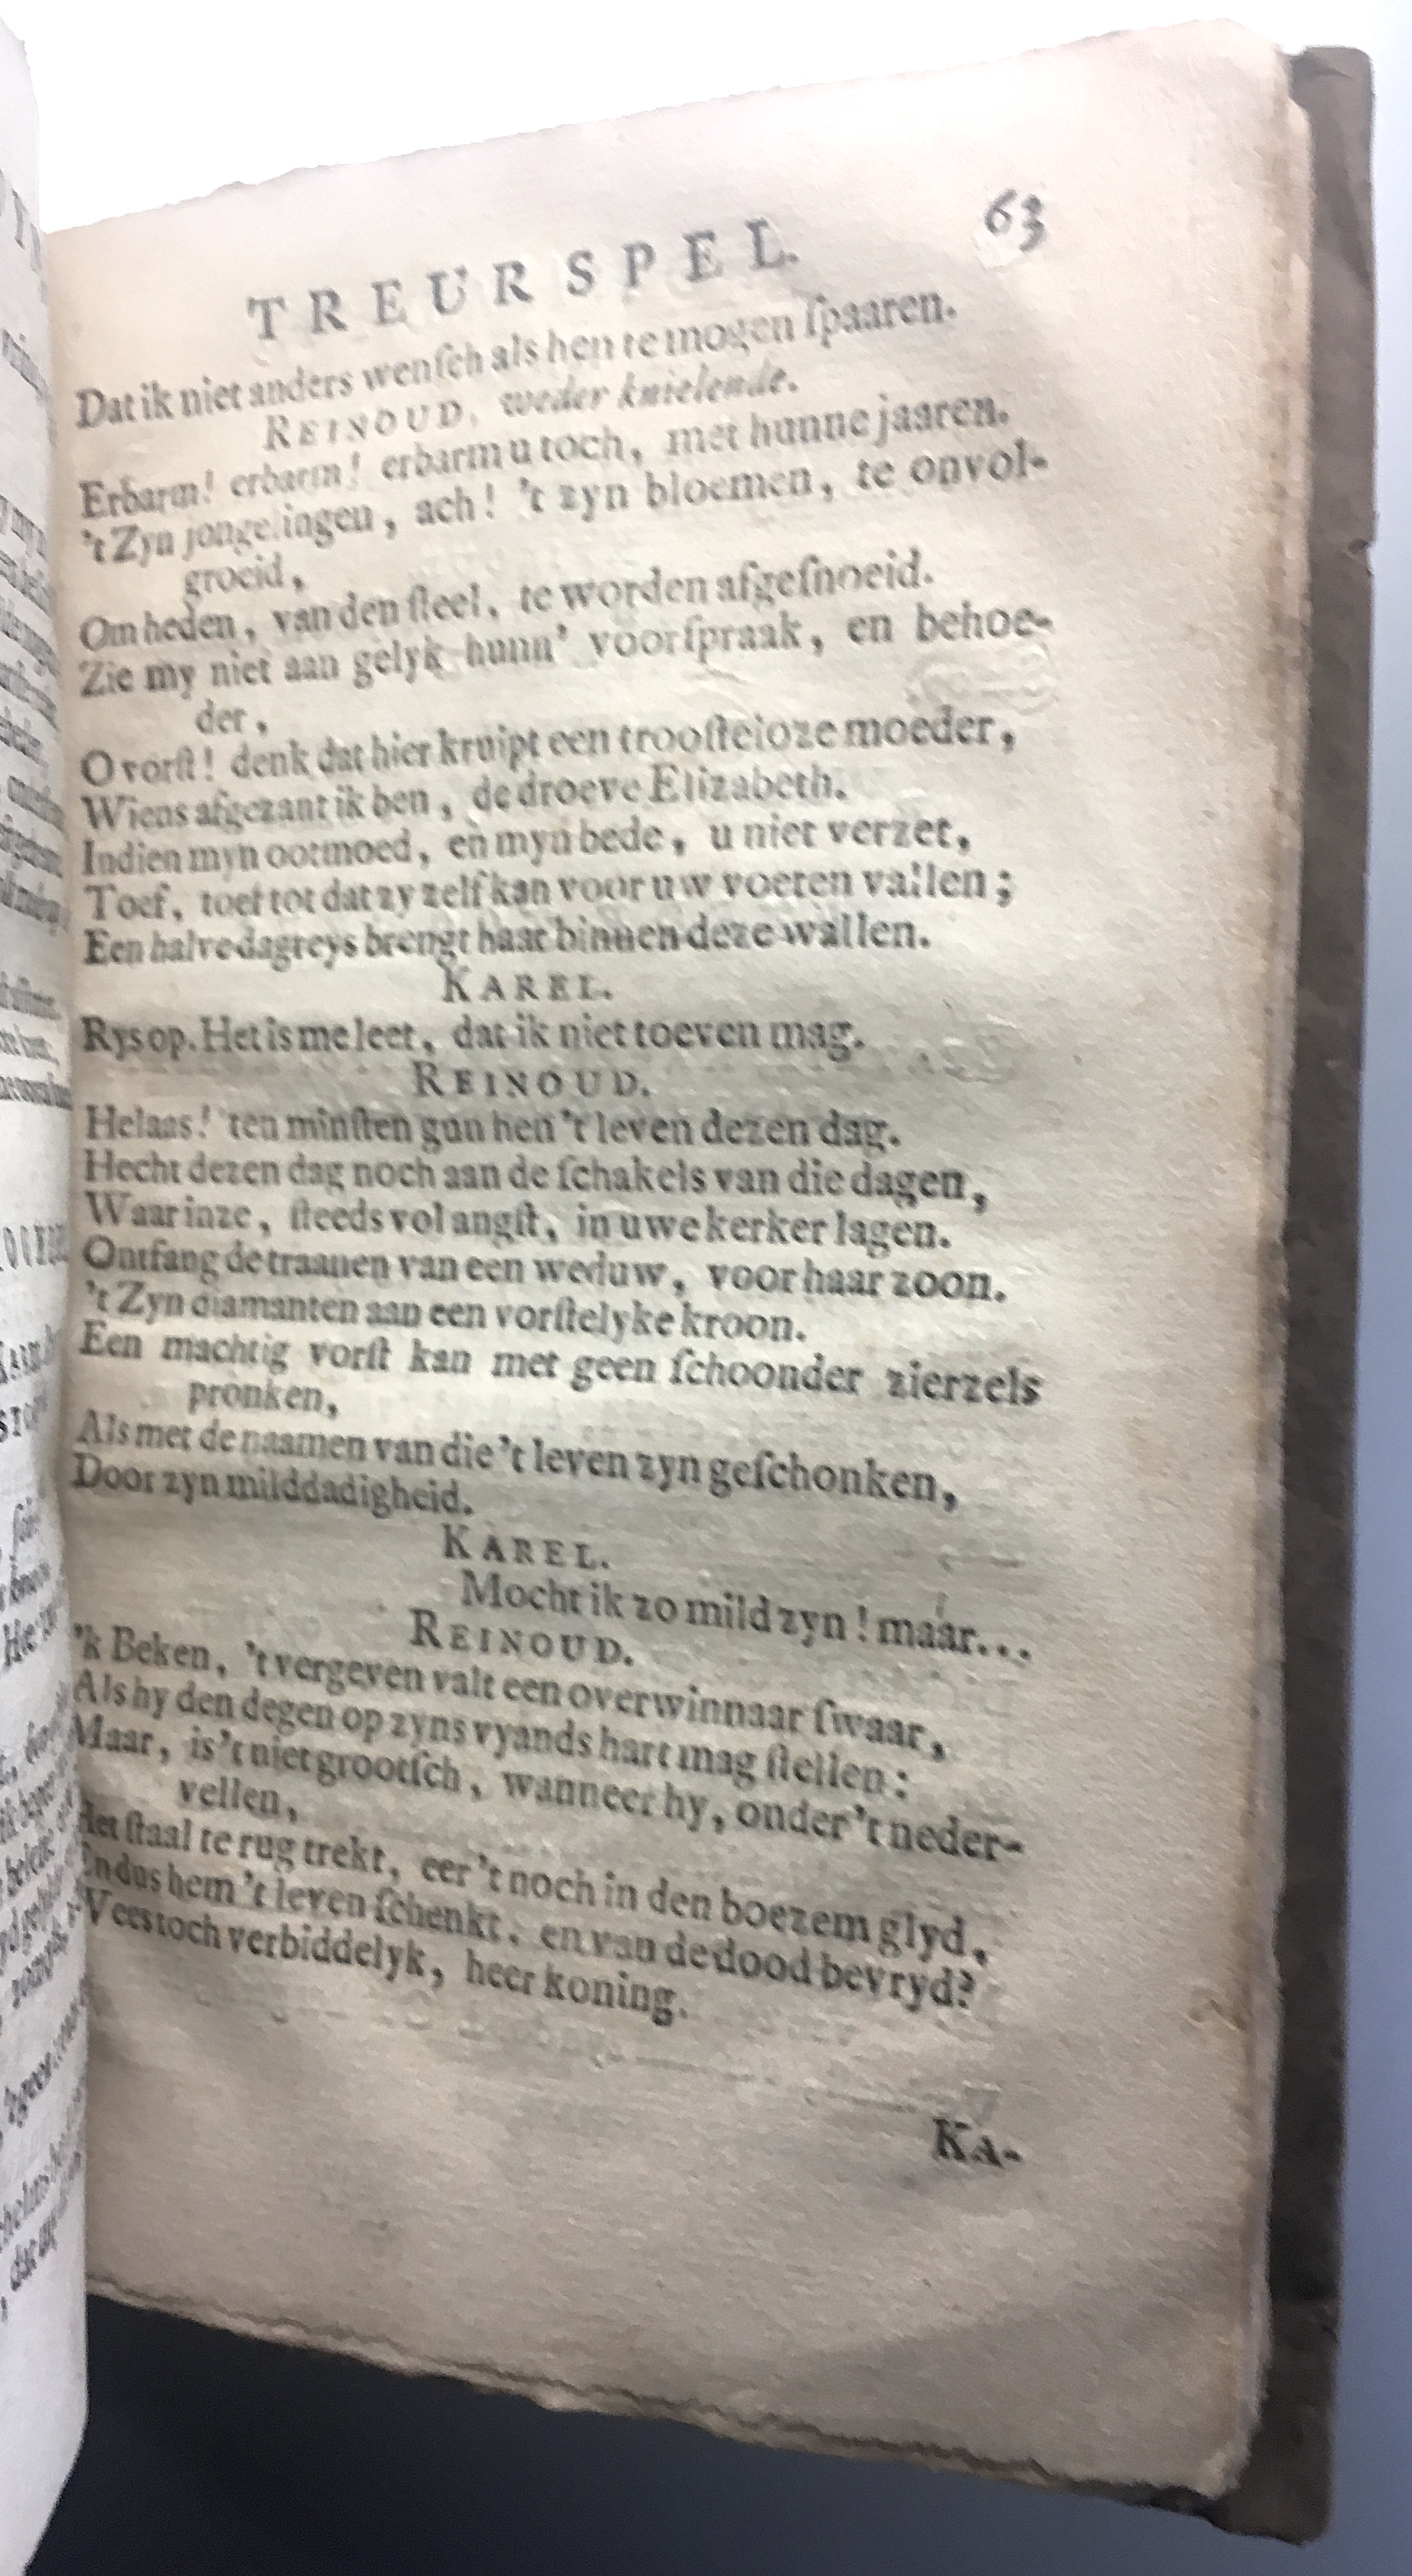 TREURSPEL. 63
Dat ik niet anders wenſch als hen te mogen ſpaaren.
REINOUD, weder knielende.
Erbarm! erbarm! erbarm u toch, met hunne jaaren.
't Zyn jongelingen, ach! 't zyn bloemen, te onvol-
groeid,
Om heden, van den ſteel, te worden afgeſnoeid.
Zie my niet aan gelyk hunn' voorſpraak, en behoe-
der,
O vorſt! denk dat hier kruipt een trooſteloze moeder,
Wiens afgezant ik ben, de droeve Elizabeth.
Indien myn ootmoed, en myn bede, u niet verzet,
Toef, toef tot dat zy zelf kan voor uw voeten vallen;
Een halve dagreys brengt haar binnen deze wallen.
KAREL.
Rys op. Het is me leet, dat ik niet toeven mag.
REINOUD.
Helaas! ten minſten gun hen 't leven dezen dag.
Hecht dezen dag noch aan de ſchakels van die dagen,
Waar in ze, ſteeds vol angſt, in uwe kerker lagen.
Ontfang de traanen van een weduw, voor haar zoon.
't Zyn diamanten aan een vorſtelyke kroon.
Een machtig vorſt kan met geen ſchoonder zierzels
pronken,
Als met de naamen van die 't leven zyn geſchonken,
Door zyn milddadigheid.
KAREL.
Mocht ik zo mild zyn! maar...
REINOUD.
'k Beken, 't vergeven valt een overwinnaar ſwaar,
Als hy den degen op zyns vyands hart mag ſtellen:
Maar, is 't niet grootſch, wanneer hy, onder 't neder-
vellen,
Het ſtaal te rug trekt, eer 't noch in den boezem glyd,
En dus hem 't leven ſchenkt, en van de dood bevryd?
Wees toch verbiddelyk, heer koning.
KA-